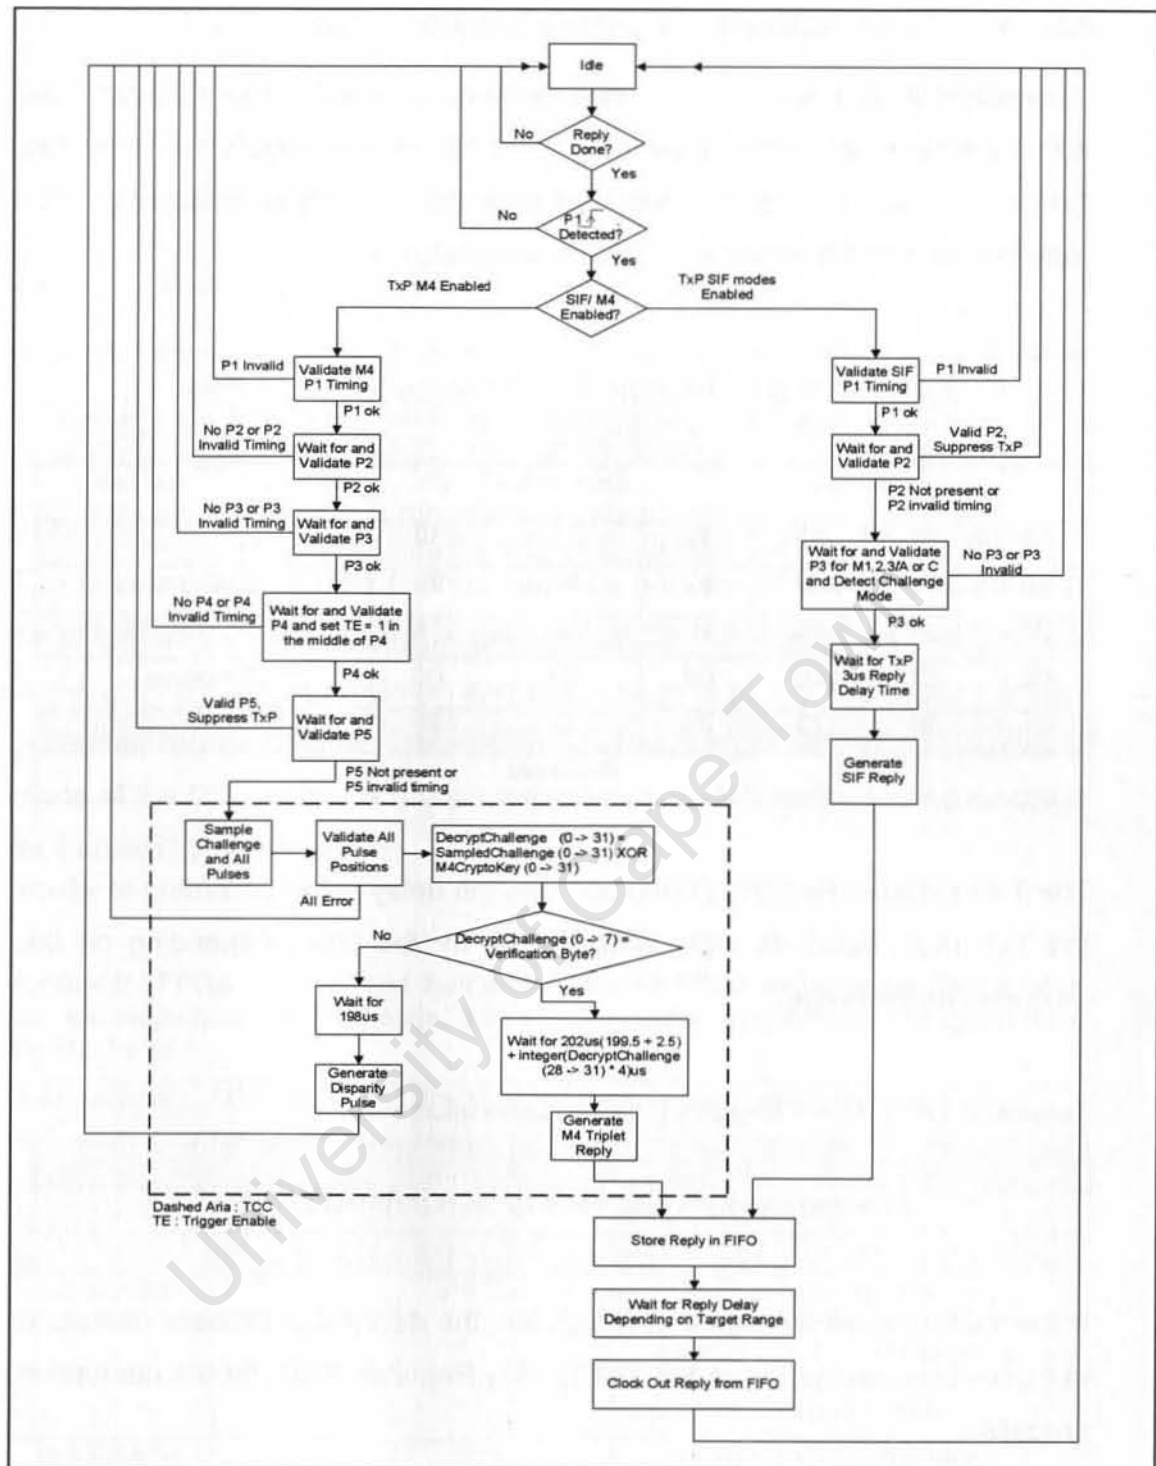 Idle
No
Reply
Done?
Yes
No
P1
Detected?
Yes
TxP M4 Enabled
SIF/ M4
Enabled?
TxP SIF modes
Enabled
P1 Invalid
Validate M4
P1 Timing
P1 ok
No P2 or P2
Invalid Timing
Wait for and
Validate P2
P2 ok
No P3 or P3
Invalid Timing
Wait for and
Validate P3
P3 ok
No P4 or P4
Invalid Timing
Wait for and Validate
P4 and set TE = 1 in
the middle of P4
P4 ok
Valid P5,
Suppress TxP
Wait for and
Validate P5
P5 Not present or
P5 invalid timing
Validate SIF
P1 Timing
P1 Invalid
P1 ok
Wait for and
Validate P2
Valid P2,
Suppress TxP
P2 Not present or
P2 invalid timing
Wait for and Validate
P3 for M1,2,3/A or C
and Detect Challenge
Mode
No P3 or P3
Invalid
P3 ok
Wait for TxP
3us Reply
Delay Time
Generate
SIF Reply
Sample
Challenge
and AII
Pulses
Validate AII
Pulse
Positions
AII Error
DecryptChallenge (0 -> 31) =
SampledChallenge (0 -> 31) XOR
M4CryptoKey (0 -> 31)
No
DecryptChallenge (0 -> 7) =
Verification Byte?
Yes
Wait for
198us
Generate
Disparity
Pulse
Wait for 202us(199.5 + 2.5)
+ integer(DecryptChallenge
(28 -> 31) * 4)us
Generate
M4 Triplet
Reply
Dashed Aria : TCC
TE : Trigger Enable
Store Reply in FIFO
Wait for Reply Delay
Depending on Target Range
Clock Out Reply from FIFO
University of Cape Town